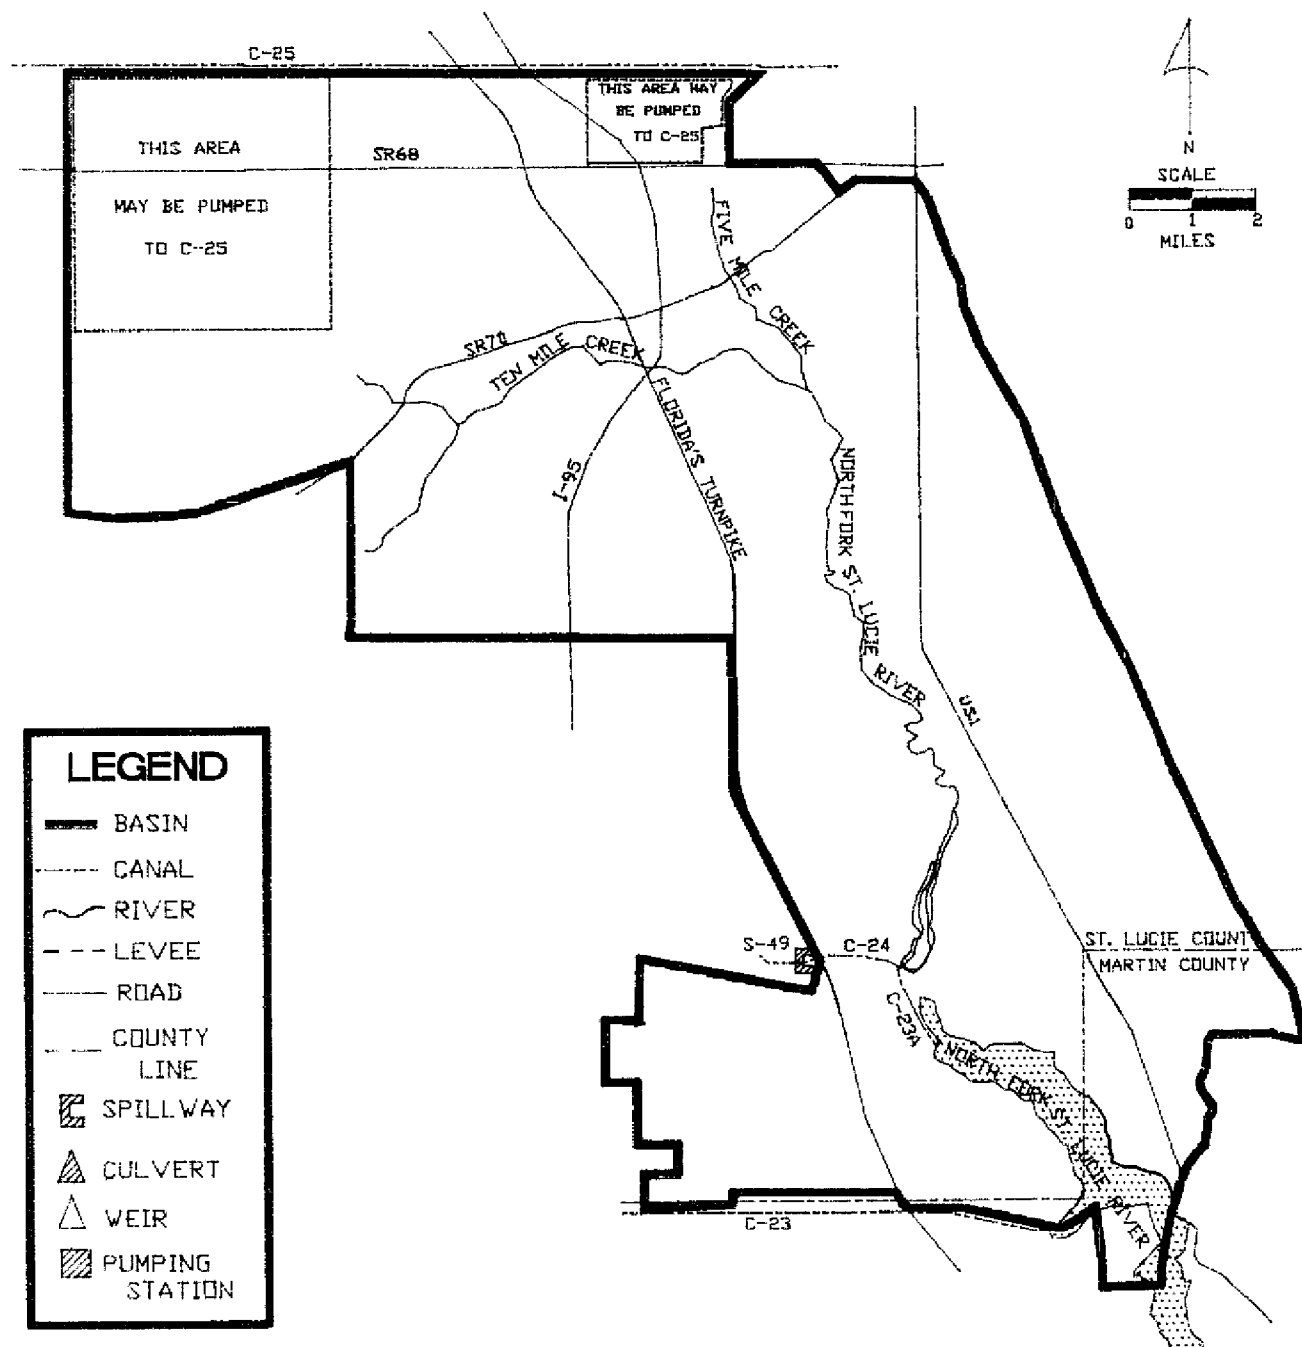 C-25
THIS AREA MAY
BE PUMPED
TO C-25
N
SCALE
0 1 2
MILES
THIS AREA
MAY BE PUMPED
TO C-25
SR68
FIVE MILE CREEK
SR70
TEN MILE CREEK
FLORIDA'S TURNPIKE
I-95
NORTH FORK ST. LUCIE RIVER
US1
LEGEND
BASIN
CANAL
RIVER
LEVEE
ROAD
COUNTY
LINE
SPILLWAY
CULVERT
WEIR
PUMPING
STATION
S-49
C-24
ST. LUCIE COUNT
MARTIN COUNTY
C-23A
NORTH FORK ST. LUCIE RIVER
C-23